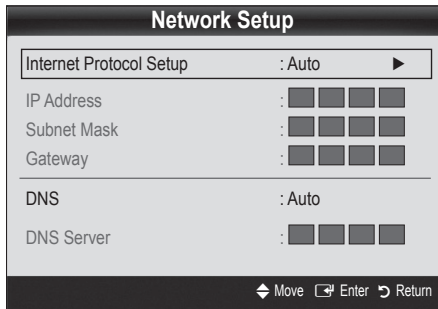 Network Setup
Internet Protocol Setup : Auto ▶
IP Address :
Subnet Mask :
Gateway :
DNS : Auto
DNS Server :
Move Enter Return